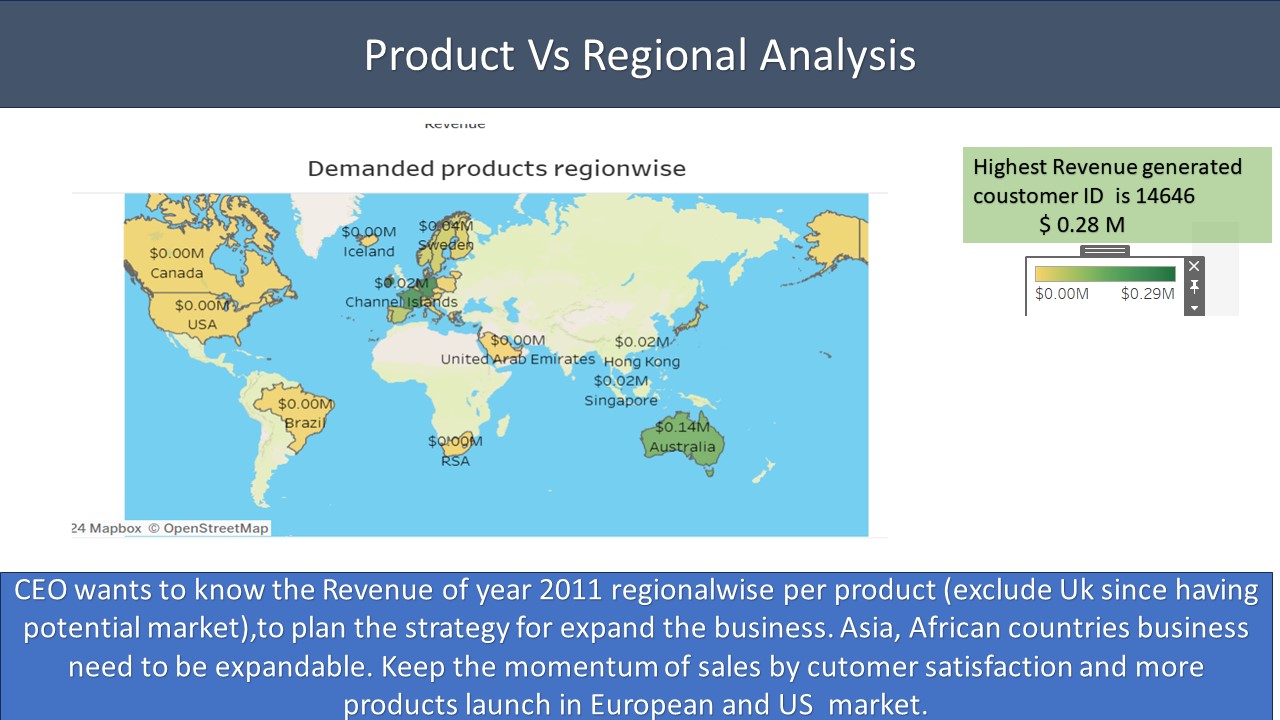 Product Vs Regional Analysis
Revenue
Demanded products regionwise
Highest Revenue generated
coustomer ID is 14646
$ 0.28 M
$0.00M $0.29M
$0.00M
Iceland
$0.04M
Sweden
$0.00M
Canada
$0.02M
Channel Islands
$0.00M
USA
$0.00M
United Arab Emirates
$0.02M
Hong Kong
$0.02M
Singapore
$0.00M
Brazil
$0.00M
RSA
$0.14M
Australia
24 Mapbox © OpenStreetMap
CEO wants to know the Revenue of year 2011 regionalwise per product (exclude Uk since having
potential market),to plan the strategy for expand the business. Asia, African countries business
need to be expandable. Keep the momentum of sales by cutomer satisfaction and more
products launch in European and US market.